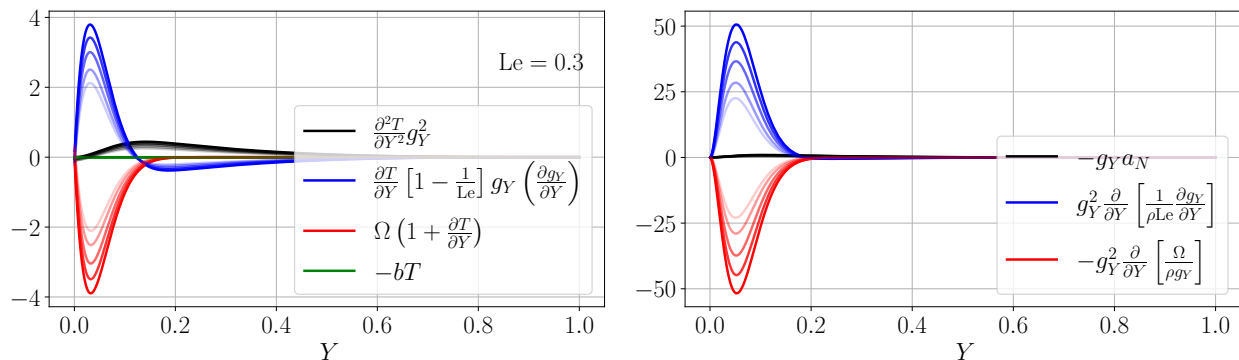 4
2
0
−2
−4
0.0 0.2 0.4 0.6 0.8 1.0
Y
Le = 0.3
∂²T/∂Y² g_Y²
∂T/∂Y [1 − 1/Le] g_Y (∂g_Y/∂Y)
Ω (1 + ∂T/∂Y)
−bT
50
25
0
−25
−50
0.0 0.2 0.4 0.6 0.8 1.0
Y
−g_Y a_N
g_Y² ∂/∂Y [1/ρLe ∂g_Y/∂Y]
−g_Y² ∂/∂Y [Ω/ρg_Y]